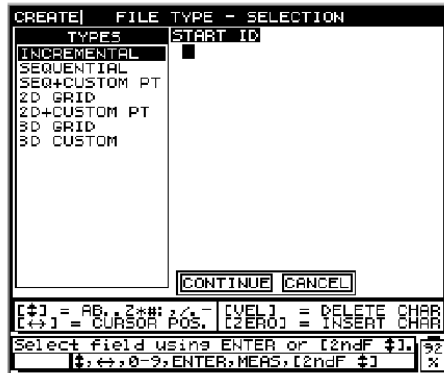 CREATE| FILE TYPE - SELECTION
TYPES
START ID
INCREMENTAL
SEQUENTIAL
SEQ+CUSTOM PT
2D GRID
2D+CUSTOM PT
3D GRID
3D CUSTOM
CONTINUE CANCEL
[↕] = AB..Z*#:;/.- [VEL] = DELETE CHAR
[↔] = CURSOR POS. [ZERO] = INSERT CHAR
Select field using ENTER or [2ndF ↕].
↕,↔,0-9,ENTER,MEAS,[2ndF ↕]
92
%